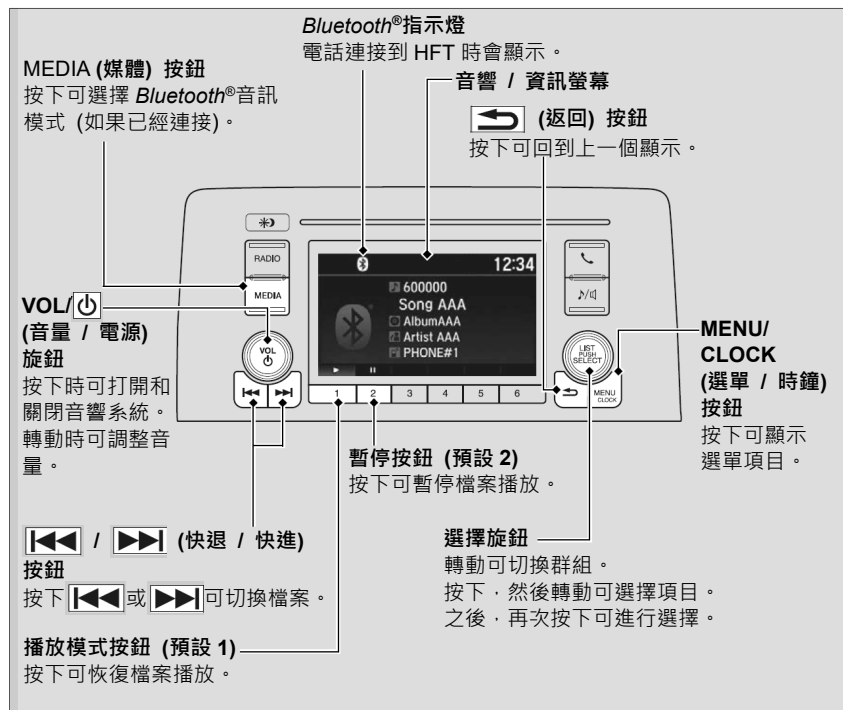 Bluetooth®指示燈
電話連接到 HFT 時會顯示。
MEDIA (媒體) 按鈕
按下可選擇 Bluetooth®音訊
模式 (如果已經連接)。
音響 / 資訊螢幕
(返回) 按鈕
按下可回到上一個顯示。
RADIO
MEDIA
12:34
600000
Song AAA
AlbumAAA
Artist AAA
PHONE#1
VOL
LIST
PUSH
SELECT
1 2 3 4 5 6
MENU
CLOCK
VOL/
(音量 / 電源)
旋鈕
按下時可打開和
關閉音響系統。
轉動時可調整音
量。
MENU/
CLOCK
(選單 / 時鐘)
按鈕
按下可顯示
選單項目。
暫停按鈕 (預設 2)
按下可暫停檔案播放。
/ (快退 / 快進)
按鈕
按下 或 可切換檔案。
選擇旋鈕
轉動可切換群組。
按下，然後轉動可選擇項目。
之後，再次按下可進行選擇。
播放模式按鈕 (預設 1)
按下可恢復檔案播放。